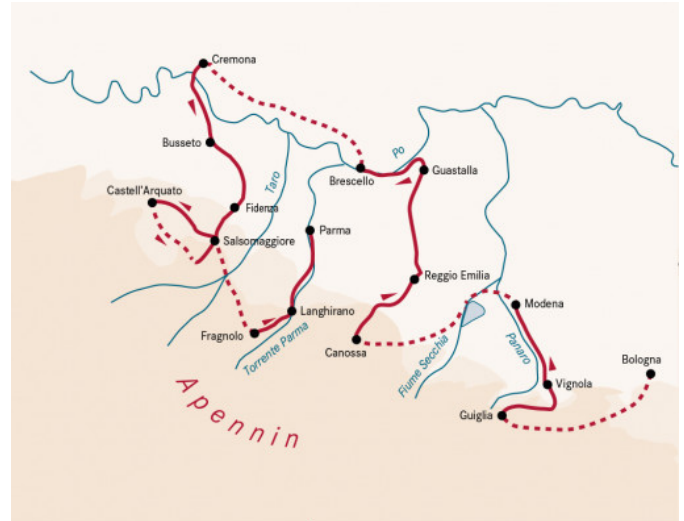 Cremona
Busseto
Po
Brescello
Guastalla
Taro
Castell'Arquato
Fidenza
Salsomaggiore
Parma
Reggio Emilia
Langhirano
Modena
Fragnolo
Torrente Parma
Canossa
Fiume Secchia
Panaro
Bologna
Vignola
Guiglia
Apennin